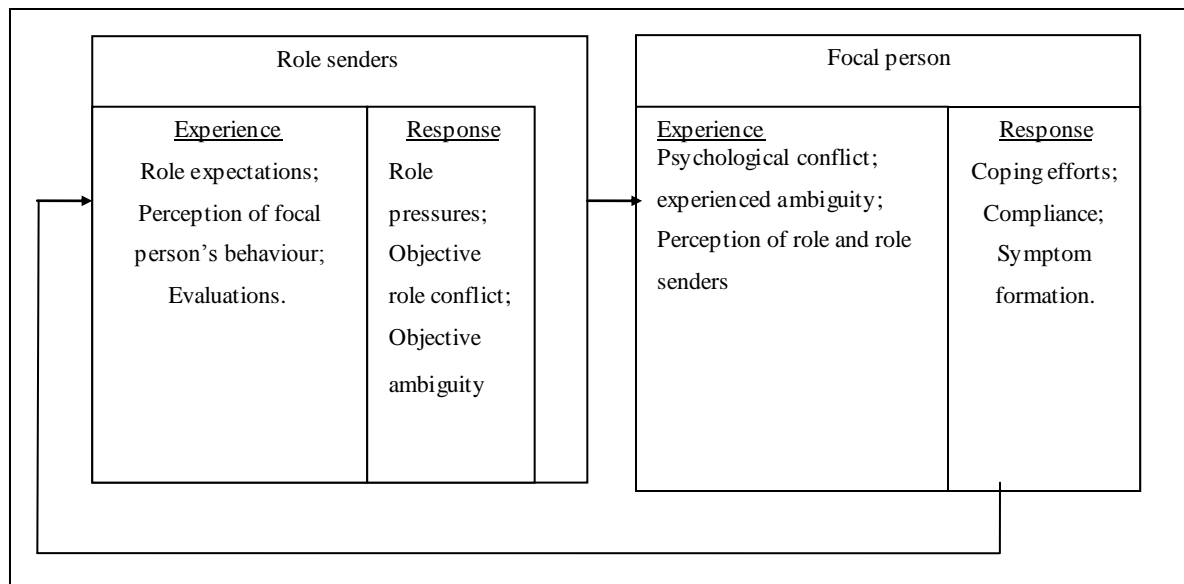 Role senders
Experience
Role expectations;
Perception of focal
person's behaviour;
Evaluations.
Response
Role
pressures;
Objective
role conflict;
Objective
ambiguity
Focal person
Experience
Psychological conflict;
experienced ambiguity;
Perception of role and role
senders
Response
Coping efforts;
Compliance;
Symptom
formation.